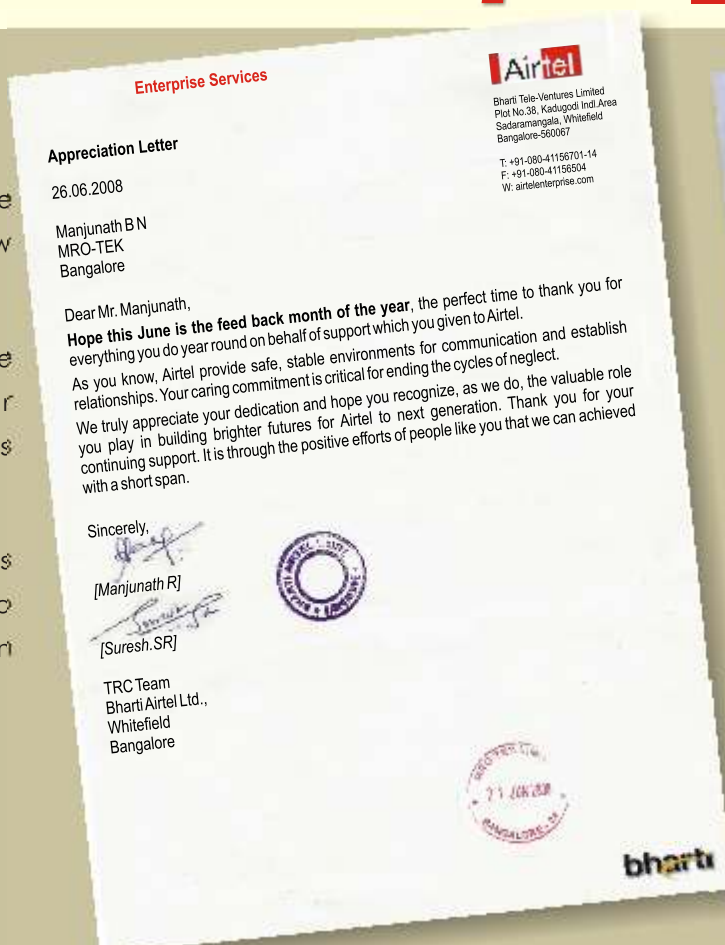 Enterprise Services
Airtel
Bharti Tele-Ventures Limited
Plot No.38, Kadugodi Indl.Area
Sadaramangala, Whitefield
Bangalore-560067
T: +91-080-41156701-14
F: +91-080-41156504
W: airtelenterprise.com
Appreciation Letter
26.06.2008
Manjunath B N
MRO-TEK
Bangalore
Dear Mr. Manjunath,
Hope this June is the feed back month of the year, the perfect time to thank you for
everything you do year round on behalf of support which you given to Airtel.
As you know, Airtel provide safe, stable environments for communication and establish
relationships. Your caring commitment is critical for ending the cycles of neglect.
We truly appreciate your dedication and hope you recognize, as we do, the valuable role
you play in building brighter futures for Airtel to next generation. Thank you for your
continuing support. It is through the positive efforts of people like you that we can achieved
with a short span.
Sincerely,
[Manjunath R]
[Suresh.SR]
TRC Team
Bharti Airtel Ltd.,
Whitefield
Bangalore
BANGALORE
bharti